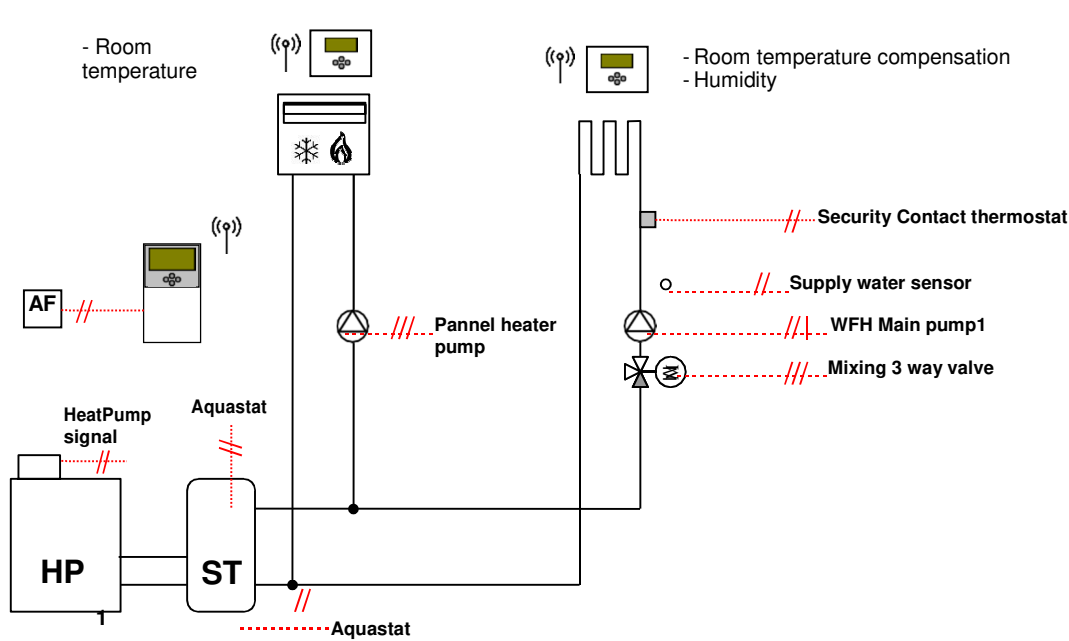 - Room
temperature
- Room temperature compensation
- Humidity
Security Contact thermostat
Supply water sensor
AF
Pannel heater
pump
WFH Main pump1
Mixing 3 way valve
HeatPump
signal
Aquastat
HP
1
ST
Aquastat